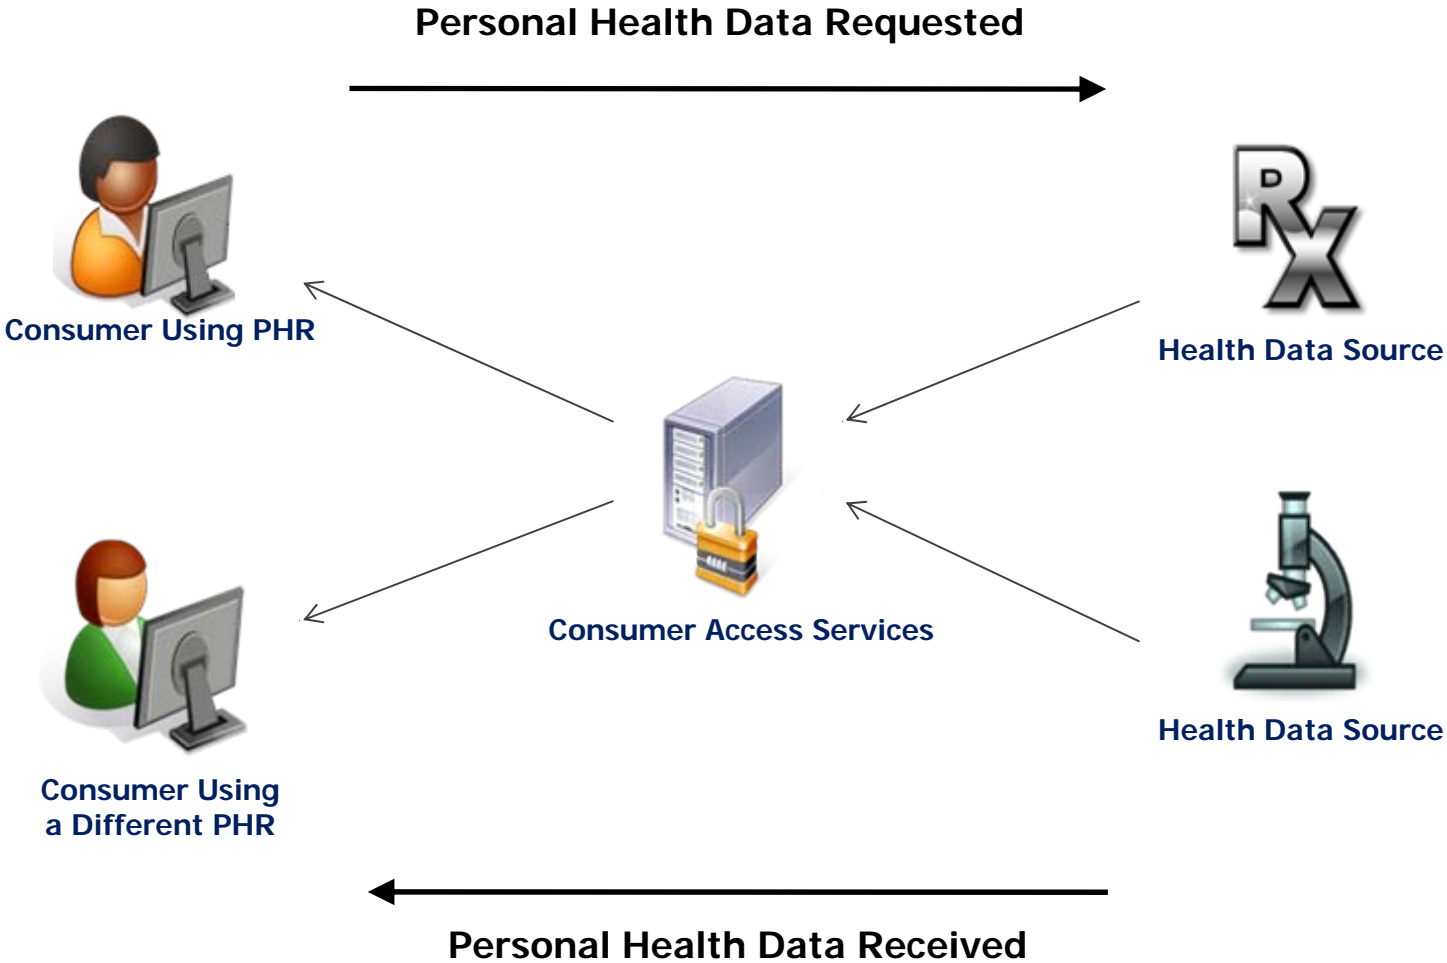 Personal Health Data Requested
RX
Consumer Using PHR
Health Data Source
Consumer Access Services
Health Data Source
Consumer Using
a Different PHR
Personal Health Data Received